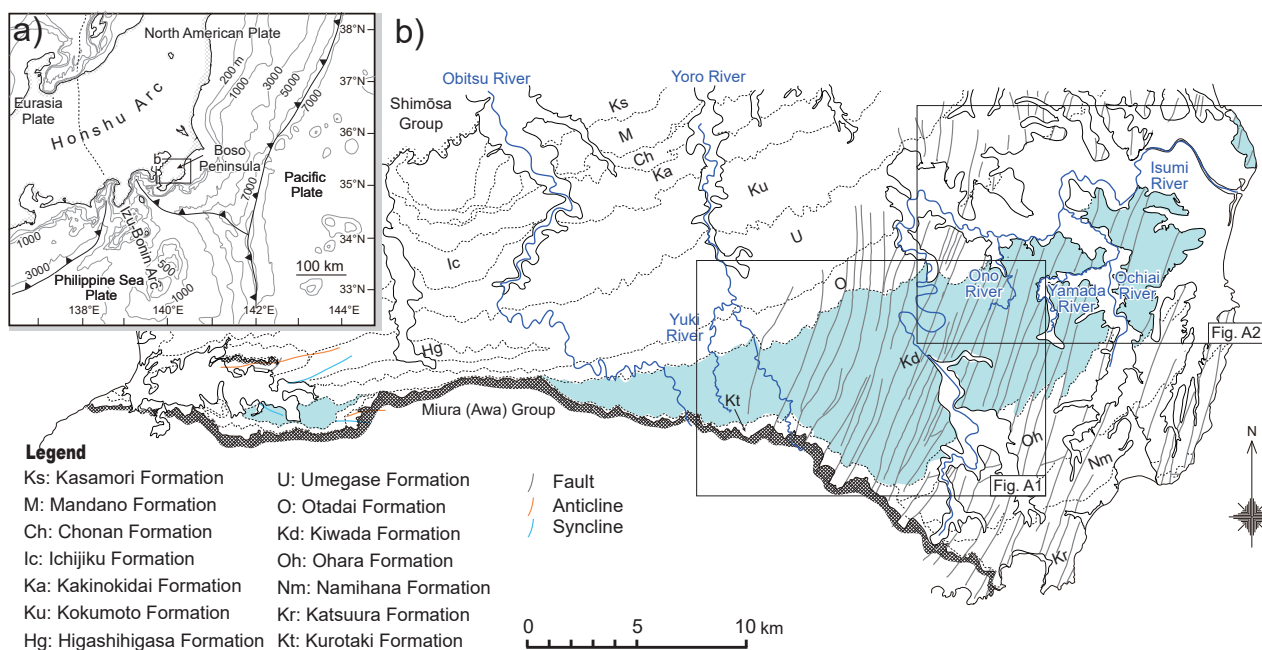 a)
North American Plate
38°N
37°N
36°N
35°N
34°N
33°N
200 m
1000
3000
5000
7000
Eurasia
Plate
Honshu Arc
A
b
Boso
Peninsula
Pacific
Plate
7000
1000
3000
Izu-Bonin Arc
500
1000
Philippine Sea
Plate
100 km
138°E
140°E
142°E
144°E
b)
Obitsu River
Yoro River
Shimōsa
Group
Ks
M
Ch
Ka
Ku
U
Ic
O
Isumi
River
Ono
River
Yamada
River
Ochiai
River
Yuki
River
Fig. A2
Hg
Kd
Kt
Miura (Awa) Group
Oh
Nm
Fig. A1
Kr
N
Legend
Ks: Kasamori Formation
M: Mandano Formation
Ch: Chonan Formation
Ic: Ichijiku Formation
Ka: Kakinokidai Formation
Ku: Kokumoto Formation
Hg: Higashihigasa Formation
U: Umegase Formation
O: Otadai Formation
Kd: Kiwada Formation
Oh: Ohara Formation
Nm: Namihana Formation
Kr: Katsuura Formation
Kt: Kurotaki Formation
Fault
Anticline
Syncline
0 5 10 km